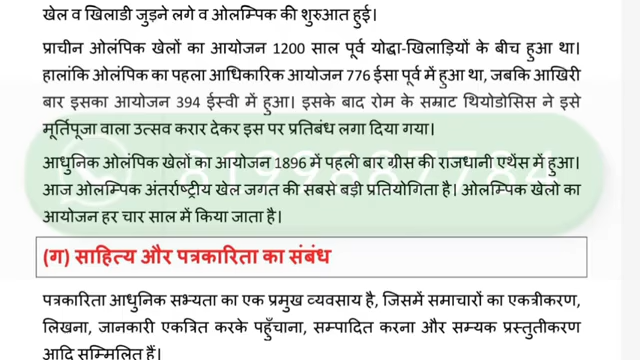 खेल व खिलाडी जुड़ने लगे व ओलम्पिक की शुरुआत हुई।
प्राचीन ओलंपिक खेलों का आयोजन 1200 साल पूर्व योद्धा-खिलाड़ियों के बीच हुआ था।
हालांकि ओलंपिक का पहला आधिकारिक आयोजन 776 ईसा पूर्व में हुआ था, जबकि आखिरी
बार इसका आयोजन 394 ईस्वी में हुआ। इसके बाद रोम के सम्राट थियोडोसिस ने इसे
मूर्तिपूजा वाला उत्सव करार देकर इस पर प्रतिबंध लगा दिया गया।
आधुनिक ओलंपिक खेलों का आयोजन 1896 में पहली बार ग्रीस की राजधानी एथेंस में हुआ।
आज ओलम्पिक अंतर्राष्ट्रीय खेल जगत की सबसे बड़ी प्रतियोगिता है। ओलम्पिक खेलो का
आयोजन हर चार साल में किया जाता है।
(ग) साहित्य और पत्रकारिता का संबंध
पत्रकारिता आधुनिक सभ्यता का एक प्रमुख व्यवसाय है, जिसमें समाचारों का एकत्रीकरण,
लिखना, जानकारी एकत्रित करके पहुँचाना, सम्पादित करना और सम्यक प्रस्तुतीकरण
आदि सम्मिलित हैं।